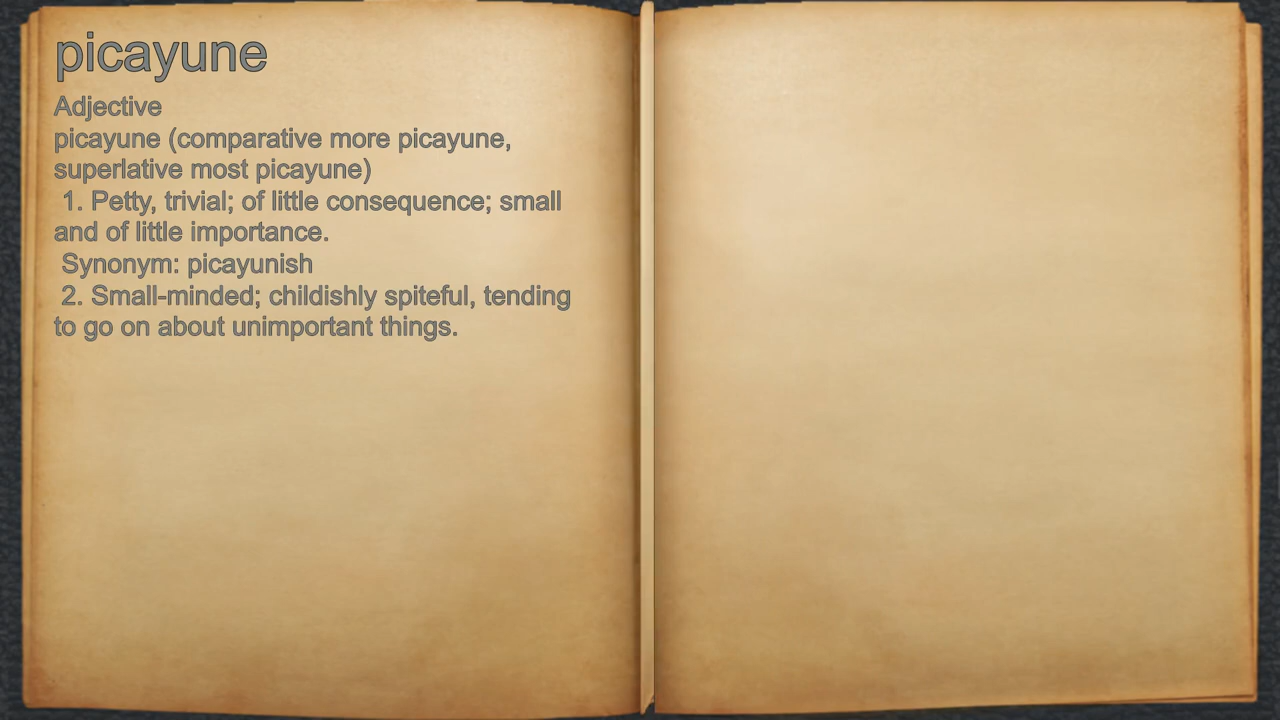 picayune
Adjective
picayune (comparative more picayune,
superlative most picayune)
1. Petty, trivial; of little consequence; small
and of little importance.
Synonym: picayunish
2. Small-minded; childishly spiteful, tending
to go on about unimportant things.